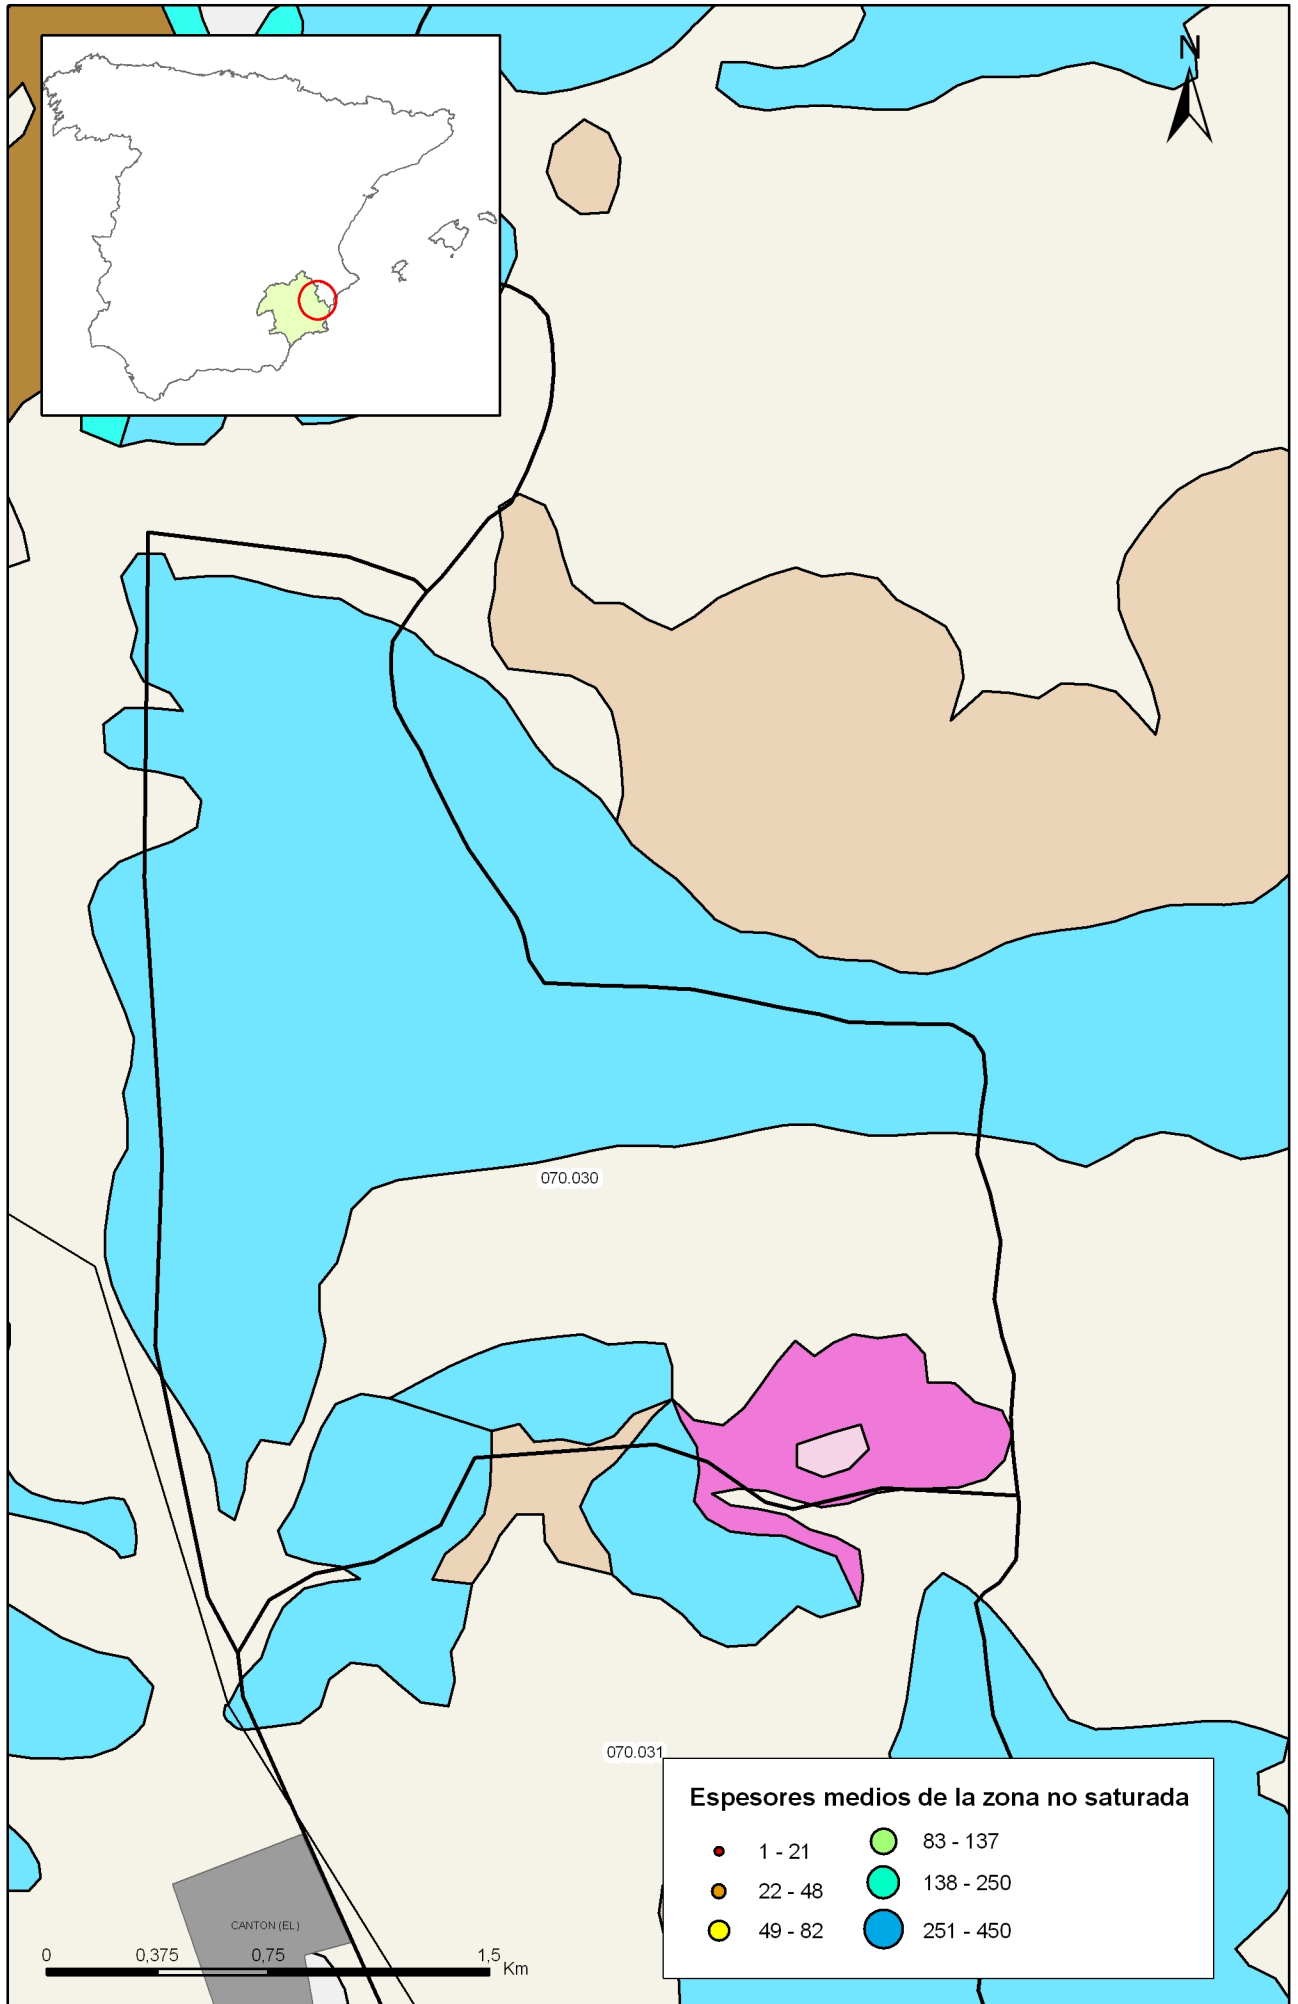 N
070.030
070.031
Espesores medios de la zona no saturada
1 - 21
22 - 48
49 - 82
83 - 137
138 - 250
251 - 450
CANTON (EL)
0 0,375 0,75 1,5 Km